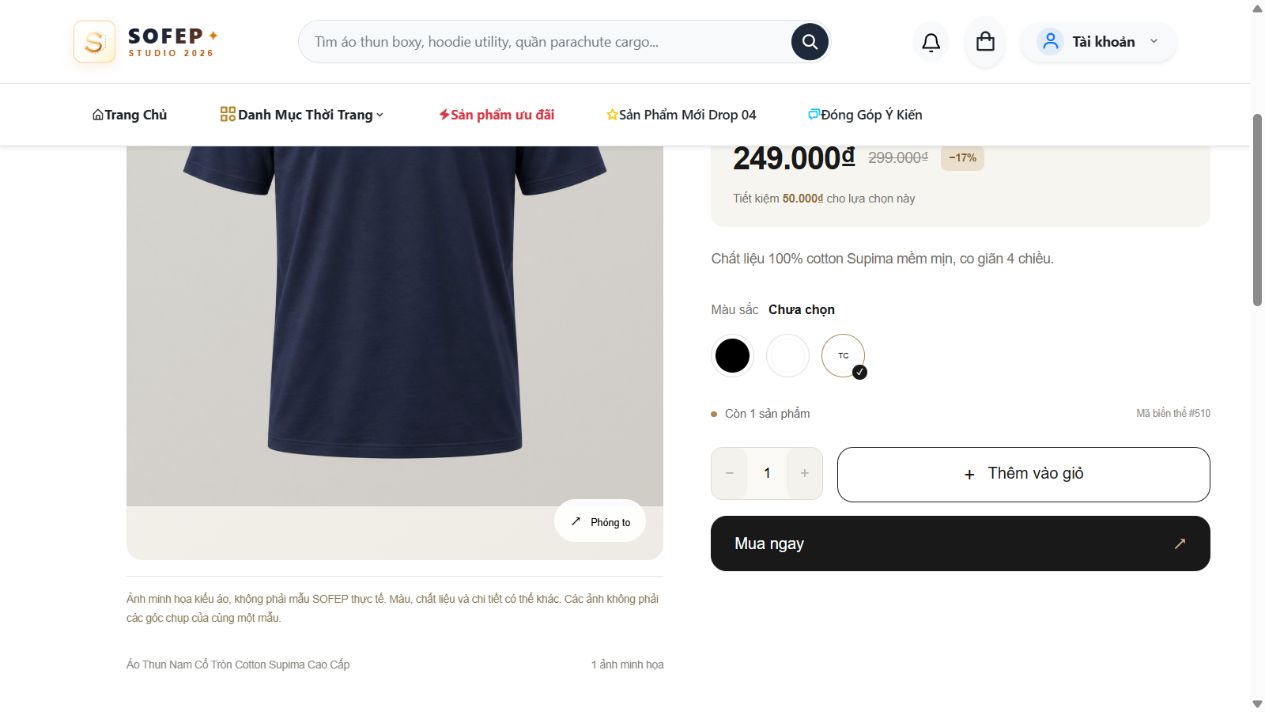 S
SOFEP
STUDIO 2026
Tìm áo thun boxy, hoodie utility, quần parachute cargo...
Tài khoản
Trang Chủ
Danh Mục Thời Trang
Sản phẩm ưu đãi
Sản Phẩm Mới Drop 04
Đóng Góp Ý Kiến
249.000₫ 299.000₫ −17%
Tiết kiệm 50.000₫ cho lựa chọn này
Chất liệu 100% cotton Supima mềm mịn, co giãn 4 chiều.
Màu sắc Chưa chọn
TC
Còn 1 sản phẩm
Mã biến thể #510
− 1 +
+ Thêm vào giỏ
Mua ngay
Phóng to
Ảnh minh họa kiểu áo, không phải mẫu SOFEP thực tế. Màu, chất liệu và chi tiết có thể khác. Các ảnh không phải
các góc chụp của cùng một mẫu.
Áo Thun Nam Cổ Tròn Cotton Supima Cao Cấp
1 ảnh minh họa